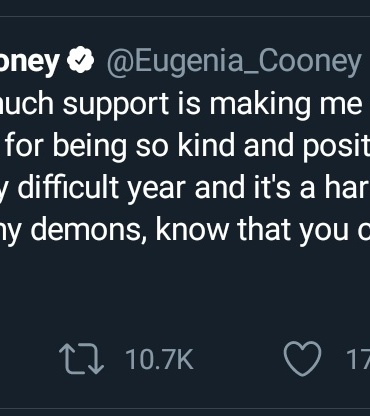 oney @Eugenia_Cooney
nuch support is making me
for being so kind and posit
y difficult year and it's a har
ny demons, know that you c
10.7K 17